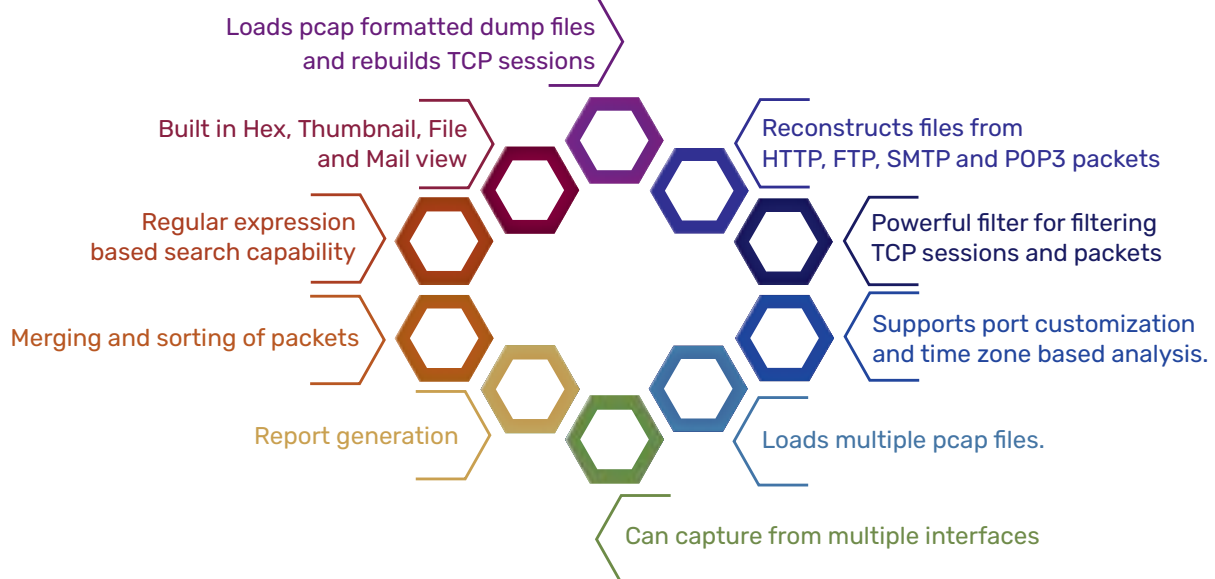 Loads pcap formatted dump files
and rebuilds TCP sessions
Built in Hex, Thumbnail, File
and Mail view
Reconstructs files from
HTTP, FTP, SMTP and POP3 packets
Regular expression
based search capability
Powerful filter for filtering
TCP sessions and packets
Merging and sorting of packets
Supports port customization
and time zone based analysis.
Report generation
Loads multiple pcap files.
Can capture from multiple interfaces